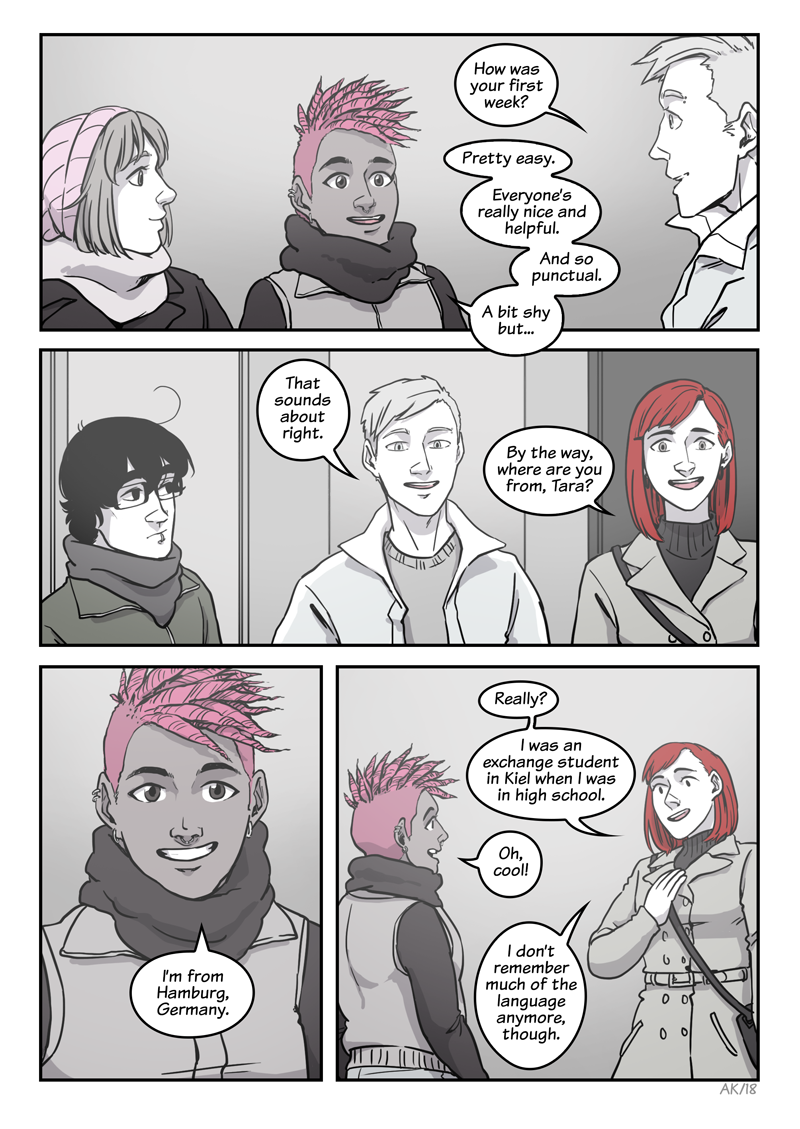 How was
your first
week?
Pretty easy.
Everyone's
really nice and
helpful.
And so
punctual.
A bit shy
but...
That
sounds
about
right.
By the way,
where are you
from, Tara?
I'm from
Hamburg,
Germany.
Really?
I was an
exchange student
in Kiel when I was
in high school.
Oh,
cool!
I don't
remember
much of the
language
anymore,
though.
AK/18